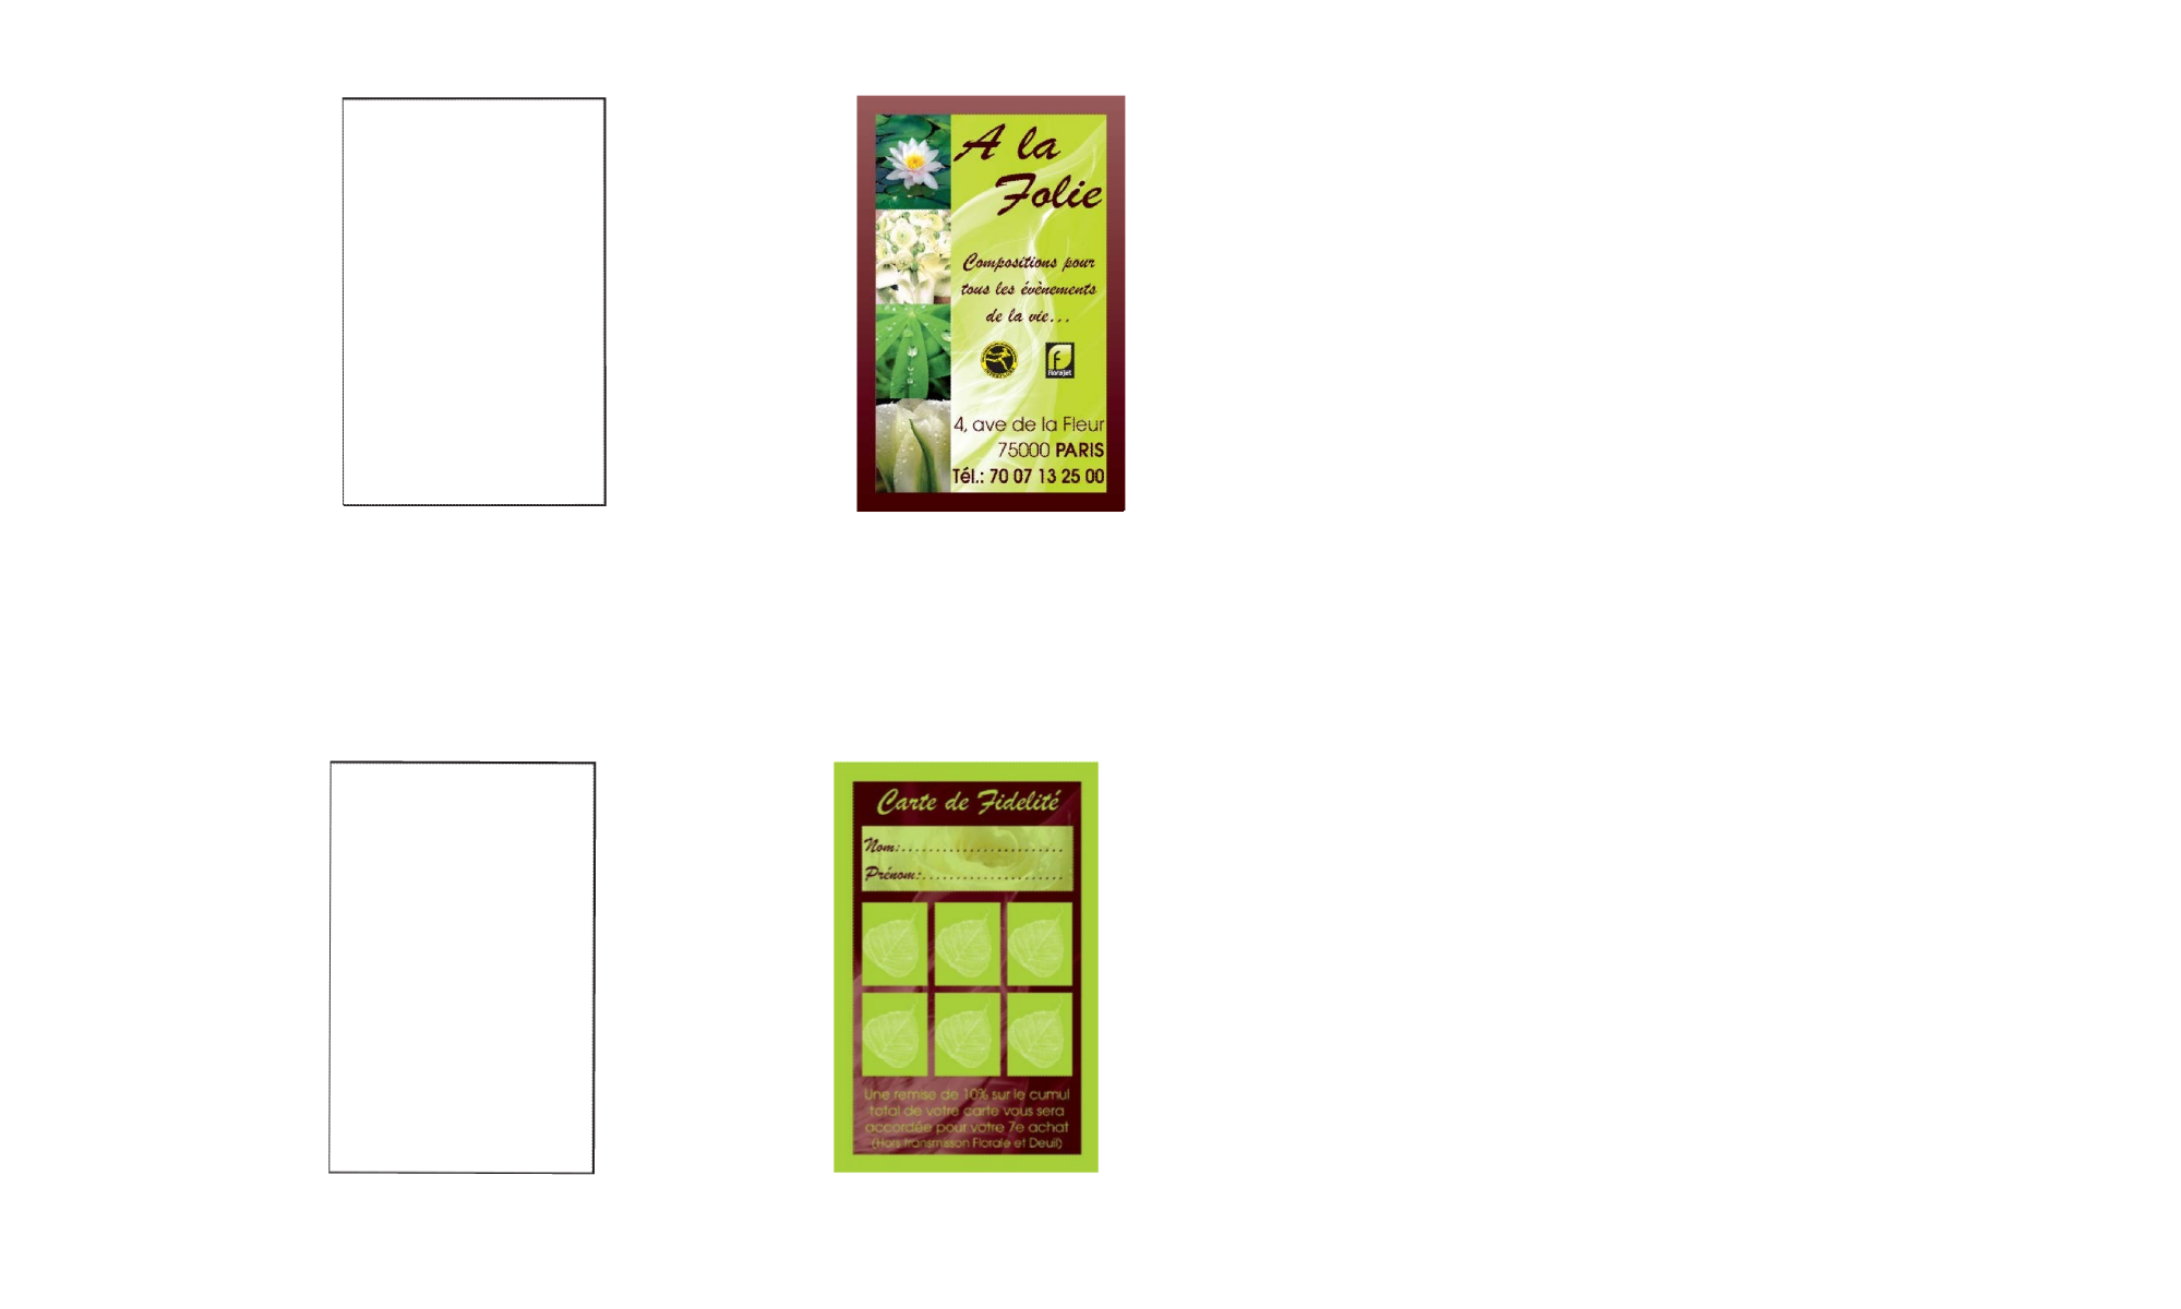 A la
Folie
Compositions pour
tous les évènements
de la vie...
f
florajet
4, ave de la Fleur
75000 PARIS
Tél.: 70 07 13 25 00
Carte de Fidelité
Nom:........................
Prénom:.....................
Une remise de 10% sur le cumul
total de votre carte vous sera
accordée pour votre 7e achat
(Hors transmisson Florale et Deuil)